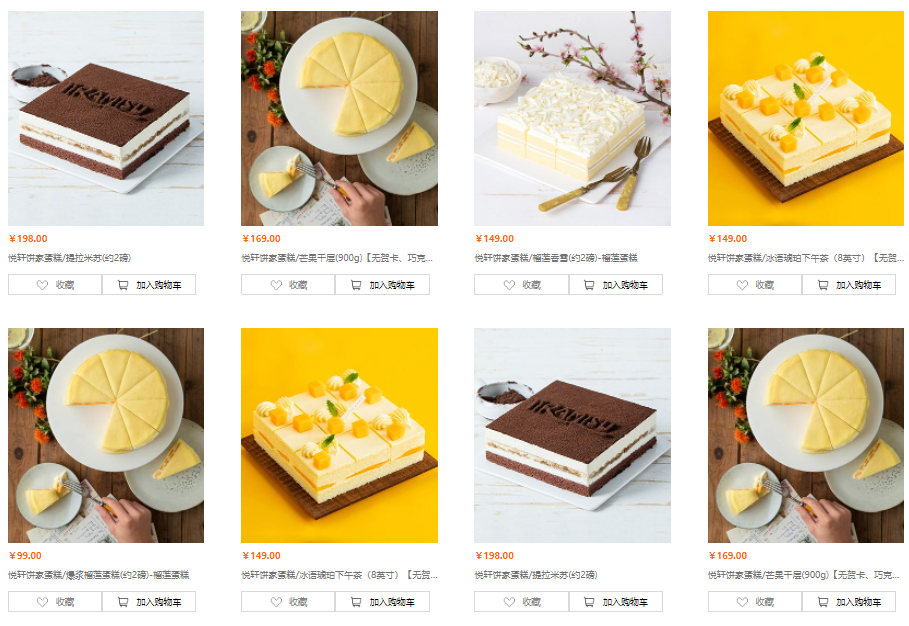 ￥198.00
￥169.00
￥149.00
￥149.00
悦轩饼家蛋糕/提拉米苏(约2磅)
悦轩饼家蛋糕/芒果千层(900g)【无贺卡、巧克...
悦轩饼家蛋糕/榴莲香雪(约2磅)-榴莲蛋糕
悦轩饼家蛋糕/冰语琥珀下午茶（8英寸）【无贺...
收藏 加入购物车
收藏 加入购物车
收藏 加入购物车
收藏 加入购物车
￥99.00
￥149.00
￥198.00
￥169.00
悦轩饼家蛋糕/爆浆榴莲蛋糕(约2磅)-榴莲蛋糕
悦轩饼家蛋糕/冰语琥珀下午茶（8英寸）【无贺...
悦轩饼家蛋糕/提拉米苏(约2磅)
悦轩饼家蛋糕/芒果千层(900g)【无贺卡、巧克...
收藏 加入购物车
收藏 加入购物车
收藏 加入购物车
收藏 加入购物车